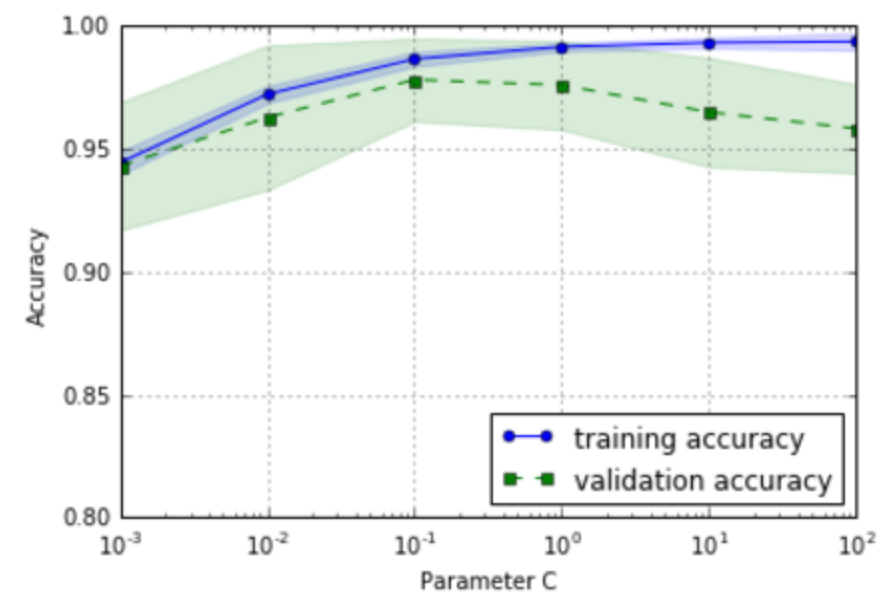 1.00
0.95
0.90
0.85
0.80
Accuracy
training accuracy
validation accuracy
10⁻³ 10⁻² 10⁻¹ 10⁰ 10¹ 10²
Parameter C